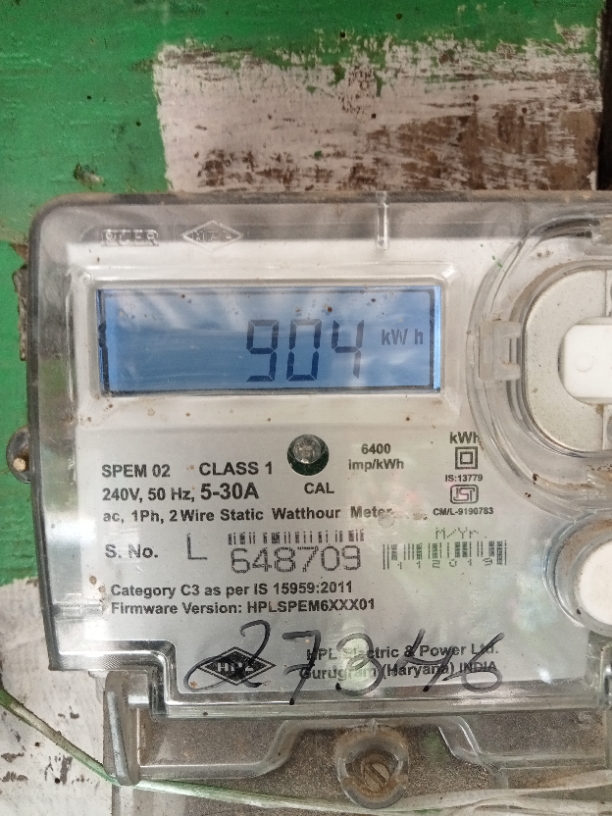 HPL
904 kWh
6400
imp/kWh
kWh
IS:13779
CM/L-9190783
SPEM 02 CLASS 1
240V, 50 Hz, 5-30A CAL
ac, 1Ph, 2 Wire Static Watthour Meter
M/Yr.
S. No. L 648709
112019
Category C3 as per IS 15959:2011
Firmware Version: HPLSPEM6XXX01
27346
HPL
HPL Electric & Power Ltd.
Gurugram (Haryana) INDIA